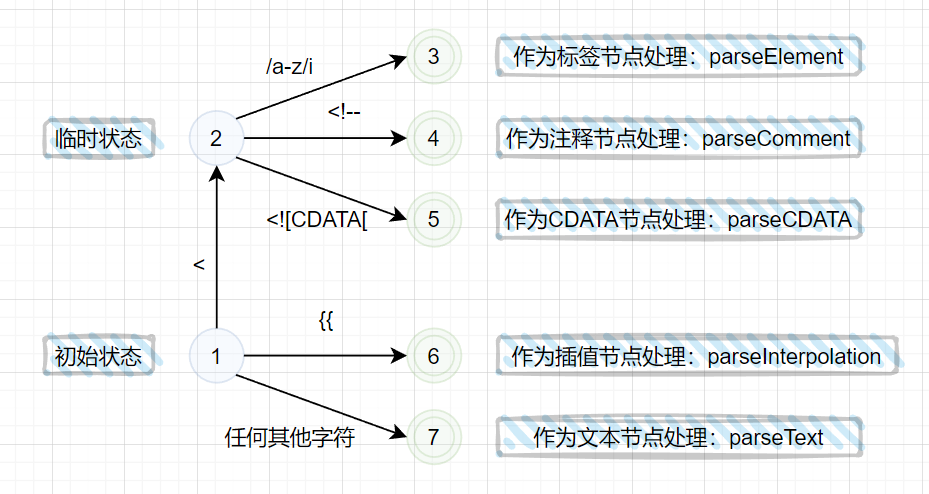 /a-z/i
3
作为标签节点处理：parseElement
<!--
临时状态
2
4
作为注释节点处理：parseComment
<![CDATA[
5
作为CDATA节点处理：parseCDATA
<
{{
初始状态
1
6
作为插值节点处理：parseInterpolation
任何其他字符
7
作为文本节点处理：parseText